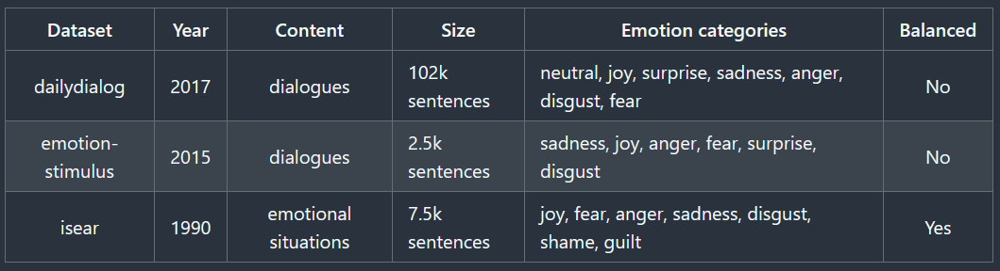 Dataset Year Content Size Emotion categories Balanced
dailydialog 2017 dialogues 102k sentences neutral, joy, surprise, sadness, anger, disgust, fear No
emotion-stimulus 2015 dialogues 2.5k sentences sadness, joy, anger, fear, surprise, disgust No
isear 1990 emotional situations 7.5k sentences joy, fear, anger, sadness, disgust, shame, guilt Yes